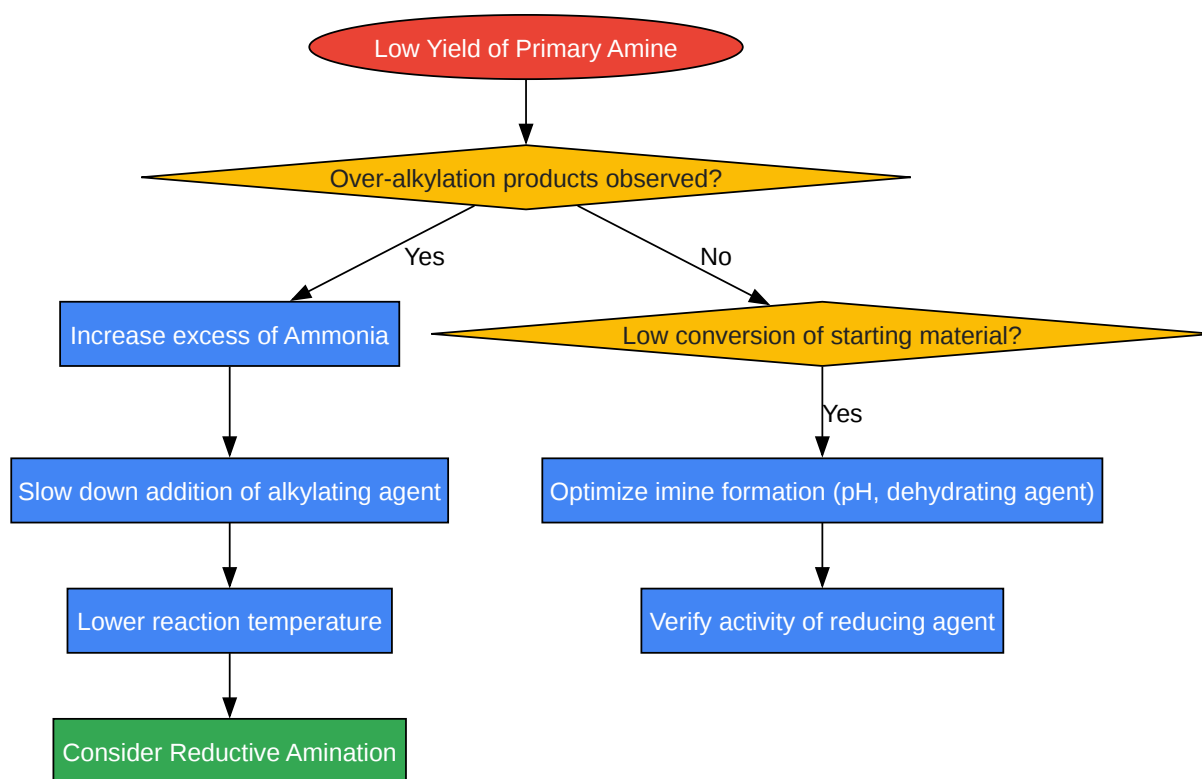 Low Yield of Primary Amine
Over-alkylation products observed?
Yes
No
Increase excess of Ammonia
Low conversion of starting material?
Yes
Slow down addition of alkylating agent
Optimize imine formation (pH, dehydrating agent)
Lower reaction temperature
Verify activity of reducing agent
Consider Reductive Amination